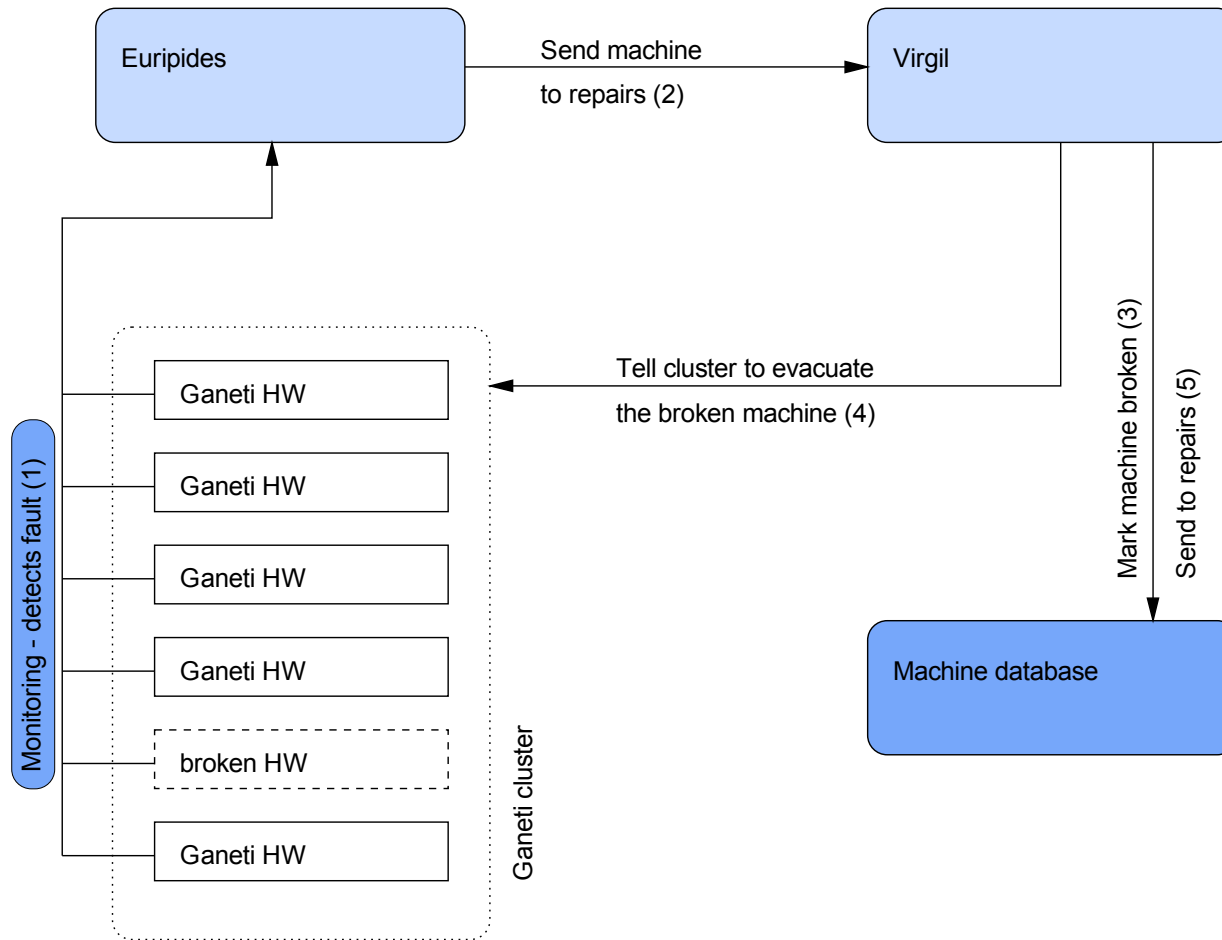 Euripides
Send machine
to repairs (2)
Virgil
Tell cluster to evacuate
the broken machine (4)
Mark machine broken (3)
Send to repairs (5)
Machine database
Monitoring - detects fault (1)
Ganeti HW
Ganeti HW
Ganeti HW
Ganeti HW
broken HW
Ganeti HW
Ganeti cluster